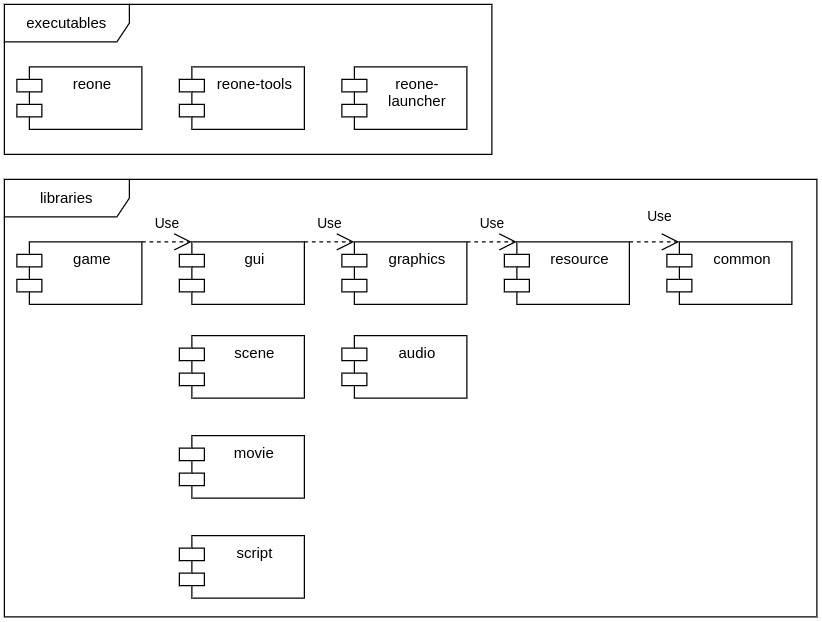 executables
reone
reone-tools
reone-
launcher
libraries
Use
Use
Use
Use
game
gui
graphics
resource
common
scene
audio
movie
script